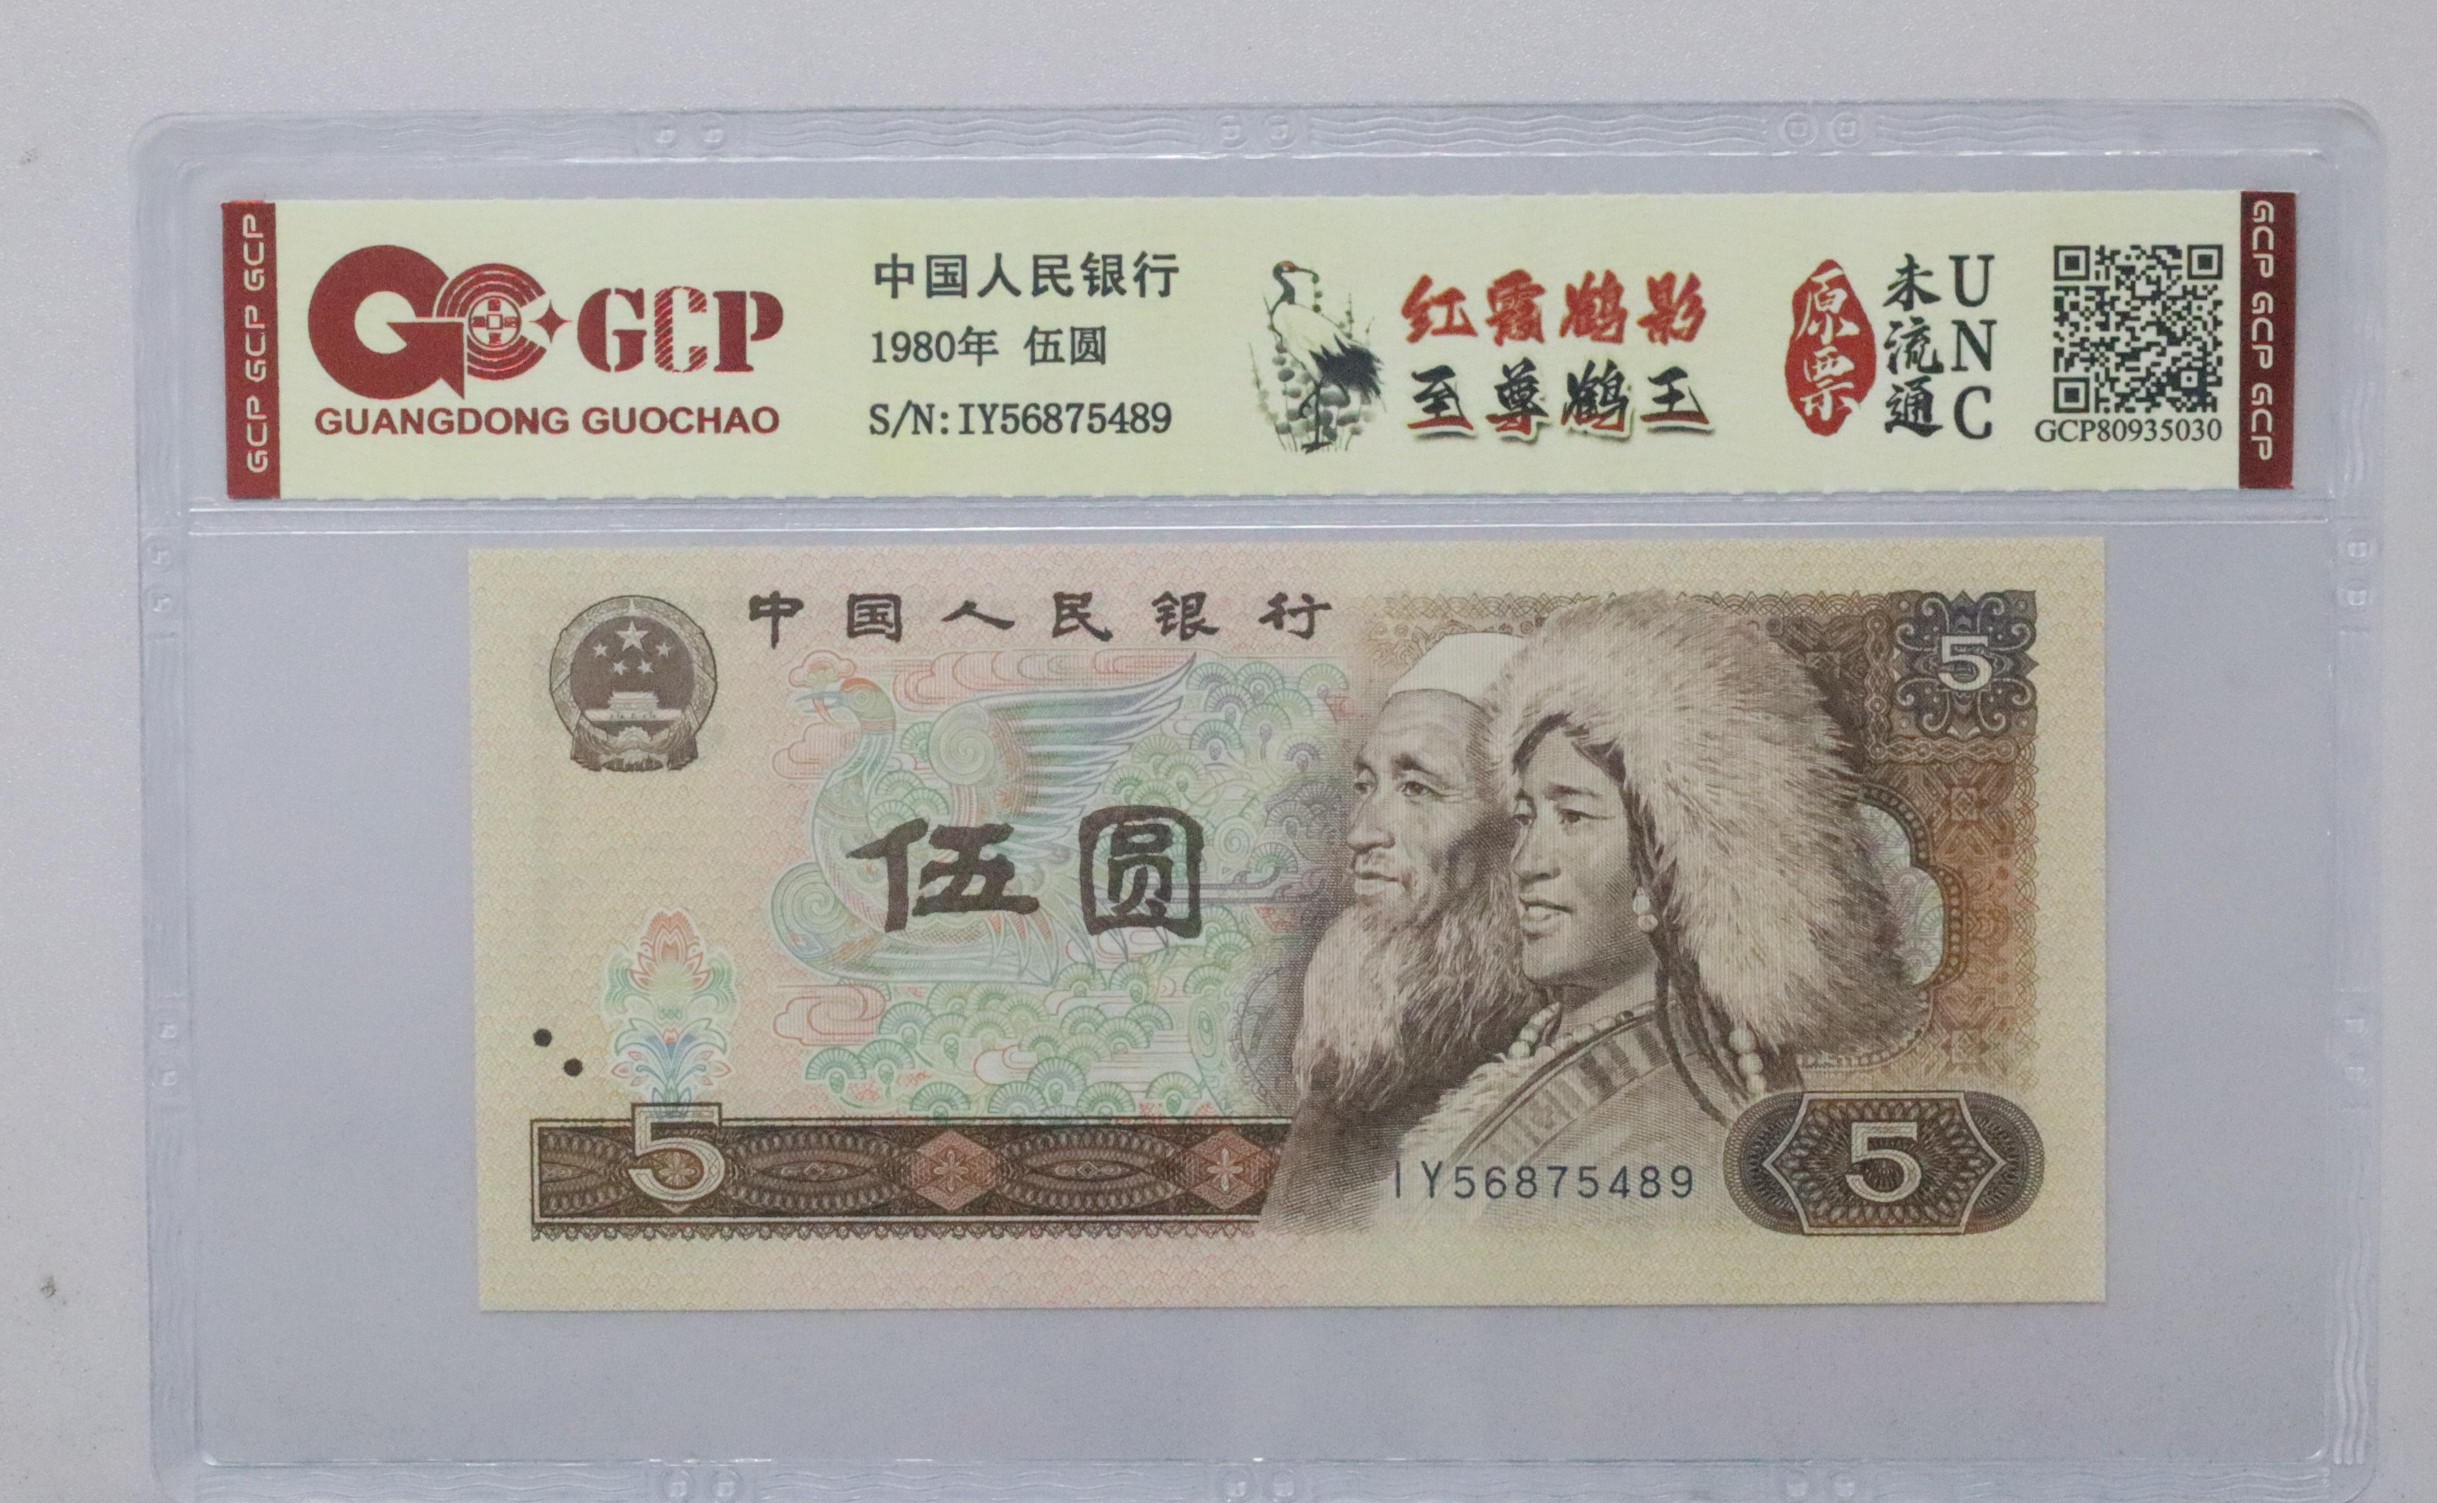 GCP GCP GCP
GCP
GUANGDONG GUOCHAO
中国人民银行
1980年 伍圆
S/N:IY56875489
红霞鹤影
至尊鹤王
原票
未流通
UNC
GCP80935030
GCP GCP GCP
中国人民银行
5
伍圆
5
IY56875489
5